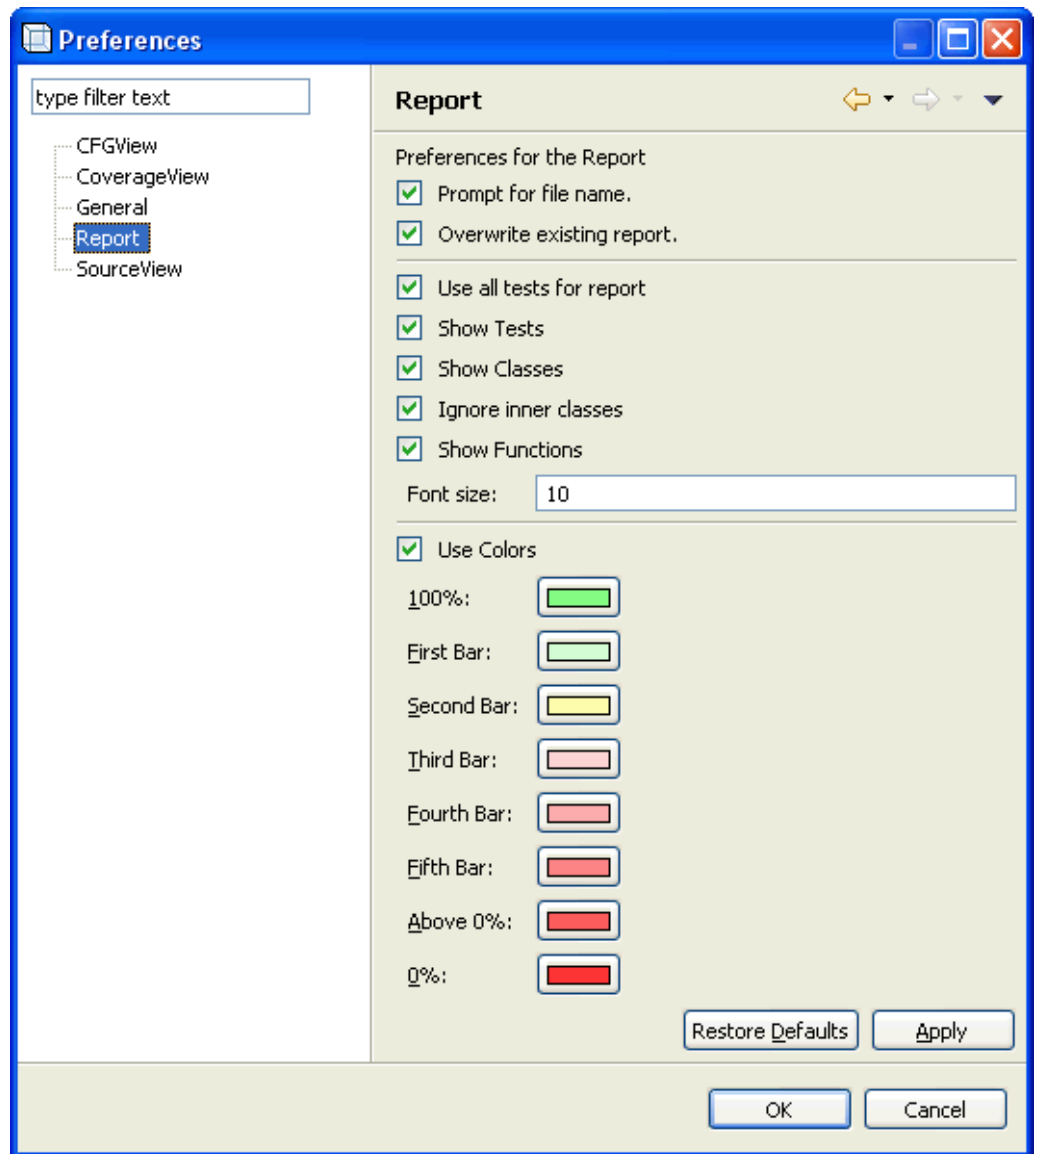 Preferences
type filter text
CFGView
CoverageView
General
Report
SourceView
Report
Preferences for the Report
Prompt for file name.
Overwrite existing report.
Use all tests for report
Show Tests
Show Classes
Ignore inner classes
Show Functions
Font size: 10
Use Colors
100%:
First Bar:
Second Bar:
Third Bar:
Fourth Bar:
Fifth Bar:
Above 0%:
0%:
Restore Defaults Apply
OK Cancel